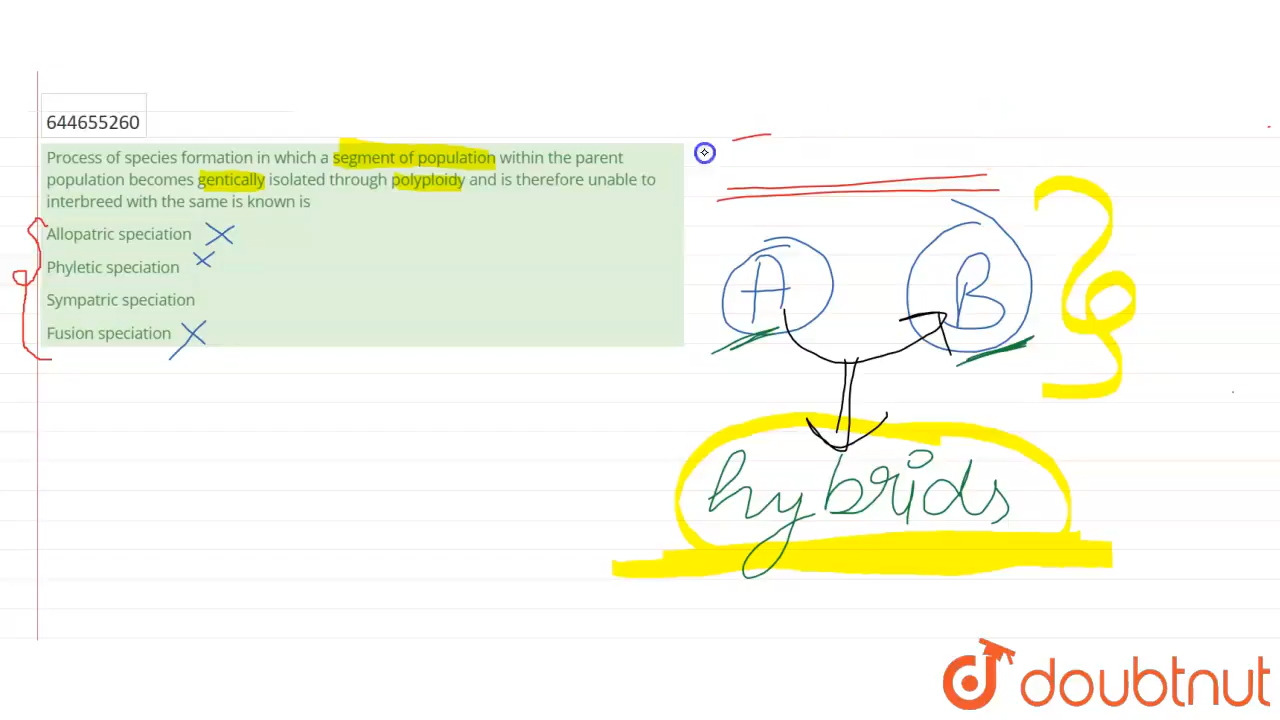 644655260
Process of species formation in which a segment of population within the parent
population becomes gentically isolated through polyploidy and is therefore unable to
interbreed with the same is known is
Allopatric speciation
Phyletic speciation
Sympatric speciation
Fusion speciation
A B
hybrids
doubtnut